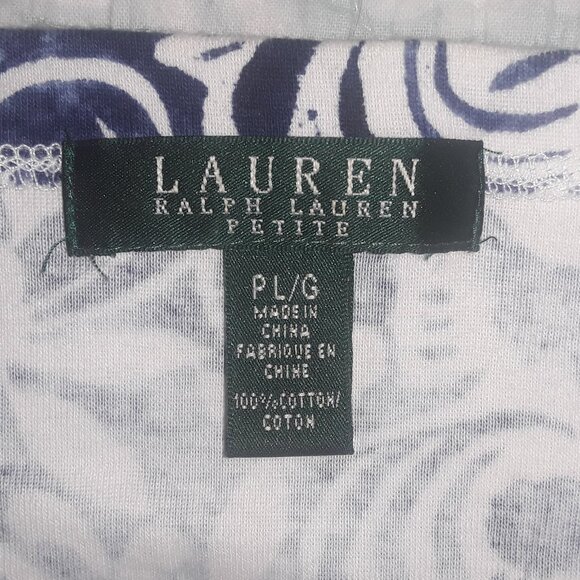 LAUREN
RALPH LAUREN
PETITE
PL/G
MADE IN
CHINA
FABRIQUE EN
CHINE
100% COTTON/
COTON